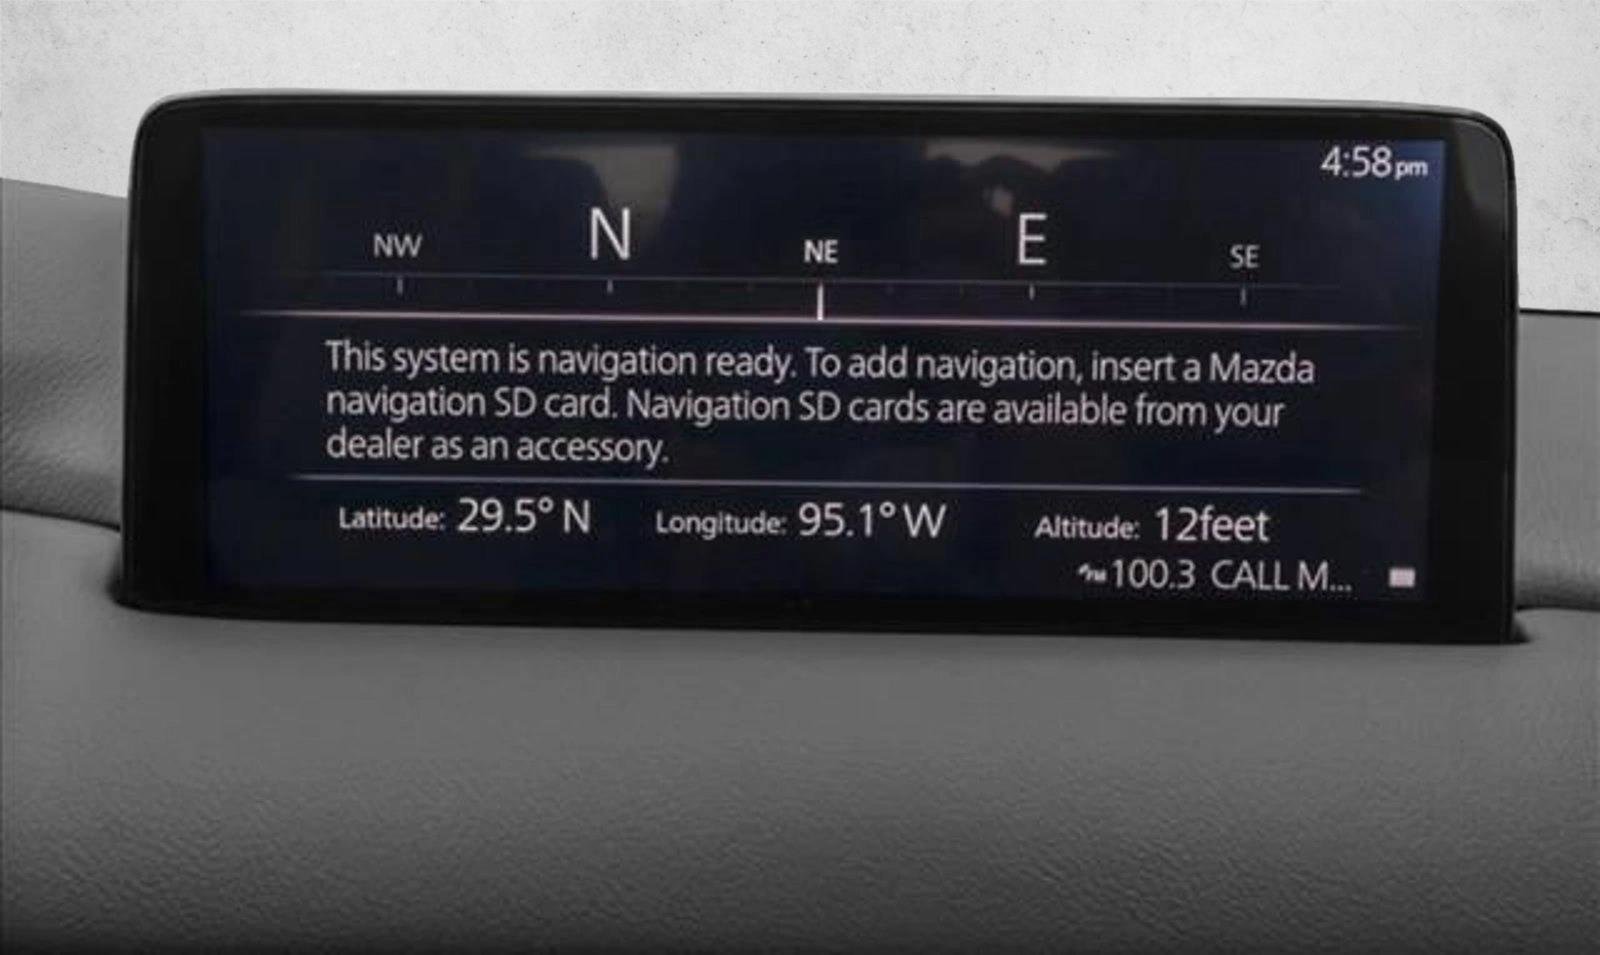 4:58pm
NW N NE E SE
This system is navigation ready. To add navigation, insert a Mazda
navigation SD card. Navigation SD cards are available from your
dealer as an accessory.
Latitude: 29.5° N Longitude: 95.1° W Altitude: 12feet
FM 100.3 CALL M...